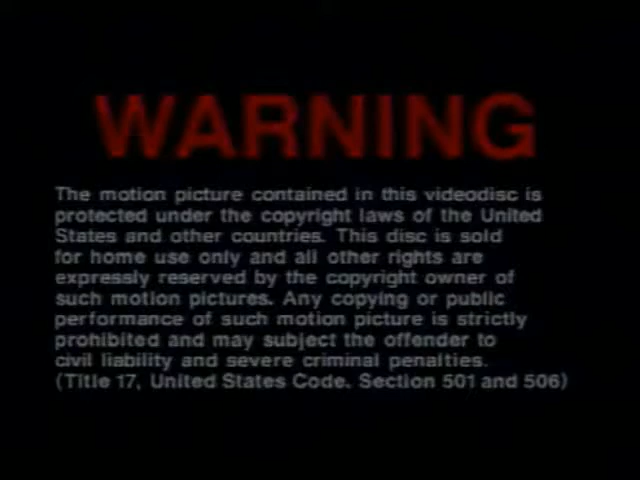 WARNING
The motion picture contained in this videodisc is
protected under the copyright laws of the United
States and other countries. This disc is sold
for home use only and all other rights are
expressly reserved by the copyright owner of
such motion pictures. Any copying or public
performance of such motion picture is strictly
prohibited and may subject the offender to
civil liability and severe criminal penalties.
(Title 17, United States Code. Section 501 and 506)